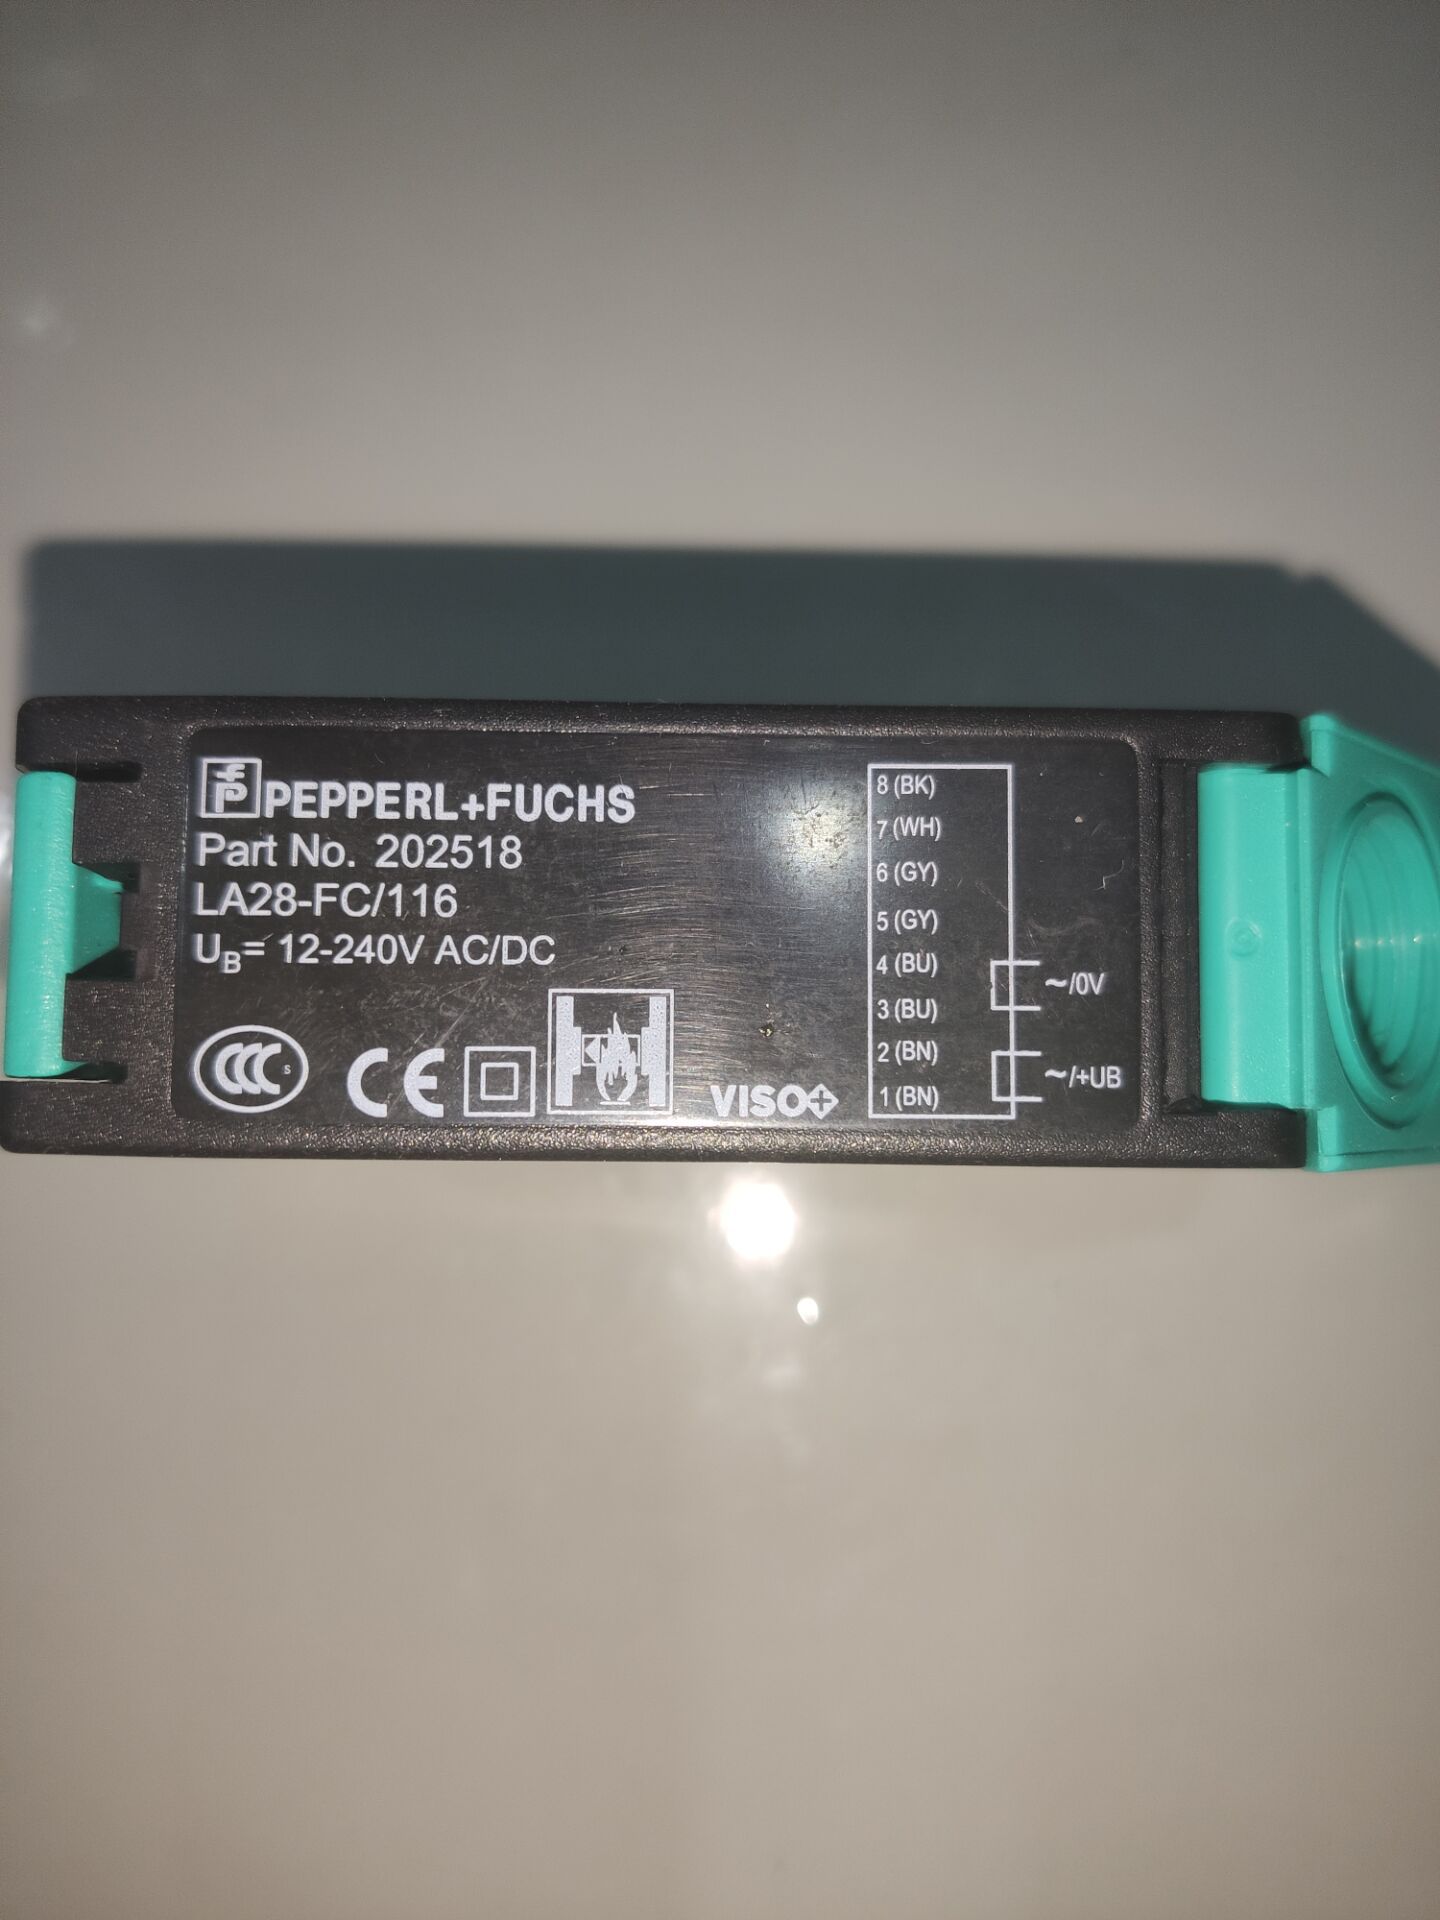 PEPPERL+FUCHS
Part No. 202518
LA28-FC/116
UB= 12-240V AC/DC
CCC S
CE
VISO+
8 (BK)
7 (WH)
6 (GY)
5 (GY)
4 (BU)
3 (BU)
2 (BN)
1 (BN)
~/0V
~/+UB